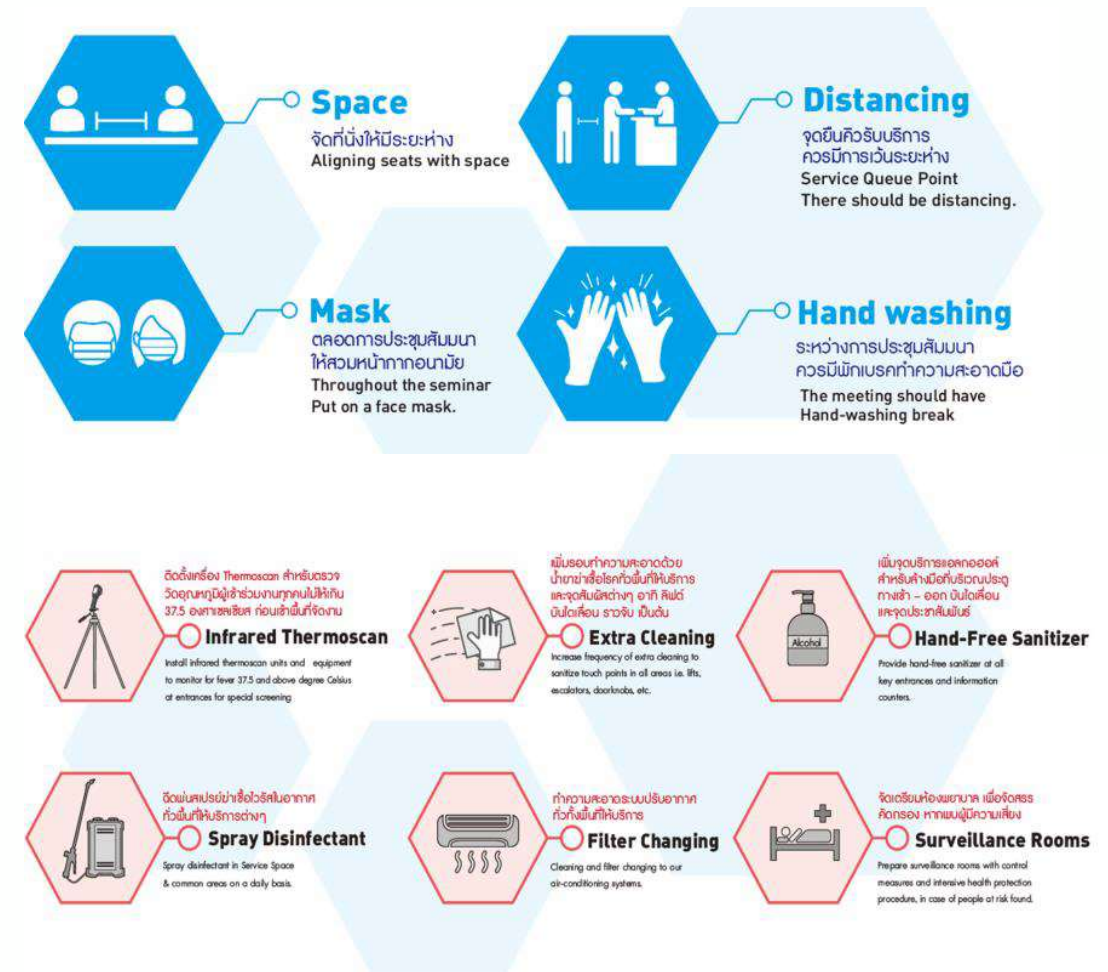 Space
จัดที่นั่งให้มีระยะห่าง
Aligning seats with space
Distancing
จุดยืนคิวรับบริการ
ควรมีการเว้นระยะห่าง
Service Queue Point
There should be distancing.
Mask
ตลอดการประชุมสัมมนา
ให้สวมหน้ากากอนามัย
Throughout the seminar
Put on a face mask.
Hand washing
ระหว่างการประชุมสัมมนา
ควรมีพักเบรคทำความสะอาดมือ
The meeting should have
Hand-washing break
ติดตั้งเครื่อง Thermoscan สำหรับตรวจ
วัดอุณหภูมิผู้เข้าร่วมงานทุกคนไม่ให้เกิน
37.5 องศาเซลเซียส ก่อนเข้าพื้นที่จัดงาน
Infrared Thermoscan
Install infrared thermoscan units and equipment
to monitor for fever 37.5 and above degree Celsius
at entrances for special screening
เพิ่มรอบทำความสะอาดด้วย
น้ำยาฆ่าเชื้อโรคทั่วพื้นที่ให้บริการ
และจุดสัมผัสต่างๆ อาทิ ลิฟต์
บันไดเลื่อน ราวจับ เป็นต้น
Extra Cleaning
Increase frequency of extra cleaning to
sanitize touch points in all areas i.e. lifts,
escalators, doorknobs, etc.
เพิ่มจุดบริการแอลกอฮอล์
สำหรับล้างมือที่บริเวณประตู
ทางเข้า – ออก บันไดเลื่อน
และจุดประชาสัมพันธ์
Alcohol
Hand-Free Sanitizer
Provide hand-free sanitizer at all
key entrances and information
counters.
ฉีดพ่นสเปรย์ฆ่าเชื้อไวรัสในอากาศ
ทั่วพื้นที่ให้บริการต่างๆ
Spray Disinfectant
Spray disinfectant in Service Space
& common areas on a daily basis.
ทำความสะอาดระบบปรับอากาศ
ทั่วทั้งพื้นที่ให้บริการ
Filter Changing
Cleaning and filter changing to our
air-conditioning systems.
จัดเตรียมห้องพยาบาล เพื่อจัดสรร
คัดกรอง หากพบผู้มีความเสี่ยง
Surveillance Rooms
Prepare surveillance rooms with control
measures and intensive health protection
procedure, in case of people at risk found.